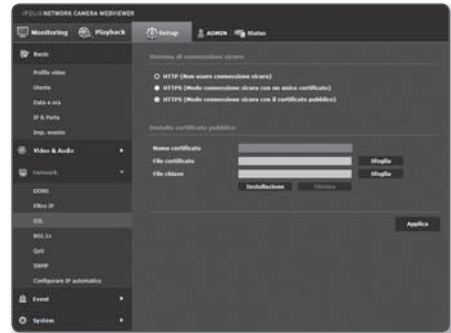 iPOLiS NETWORK CAMERA WEBVIEWER
Monitoring
Playback
Setup
ADMIN
Status
Basic
Profilo video
Utente
Data e ora
IP & Porta
Imp. evento
Video & Audio
Network
DDNS
Filtro IP
SSL
802.1x
QoS
SNMP
Configurare IP automatico
Event
System
Sistema di connessione sicura
HTTP (Non usare connessione sicura)
HTTPS (Modo connessione sicura con un unico certificato)
HTTPS (Modo connessione sicura con il certificato pubblico)
Installa certificato pubblico
Nome certificato
File certificato
Sfoglia
File chiave
Sfoglia
Installazione
Elimina
Applica